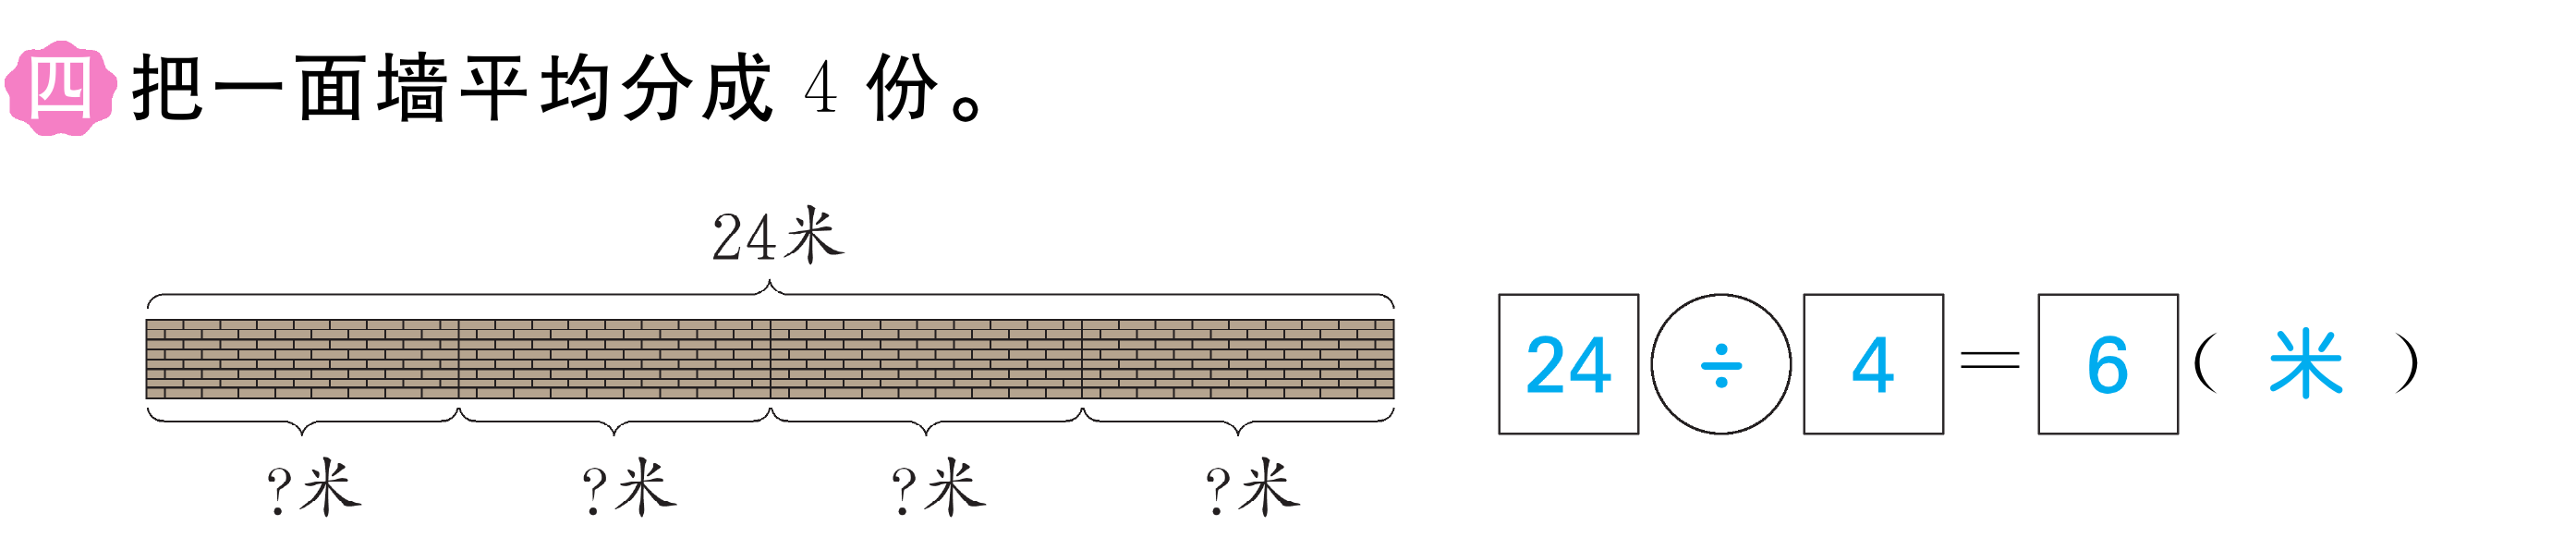 四 把一面墙平均分成 4 份。
24米
24 ÷ 4 = 6 ( 米 )
?米 ?米 ?米 ?米